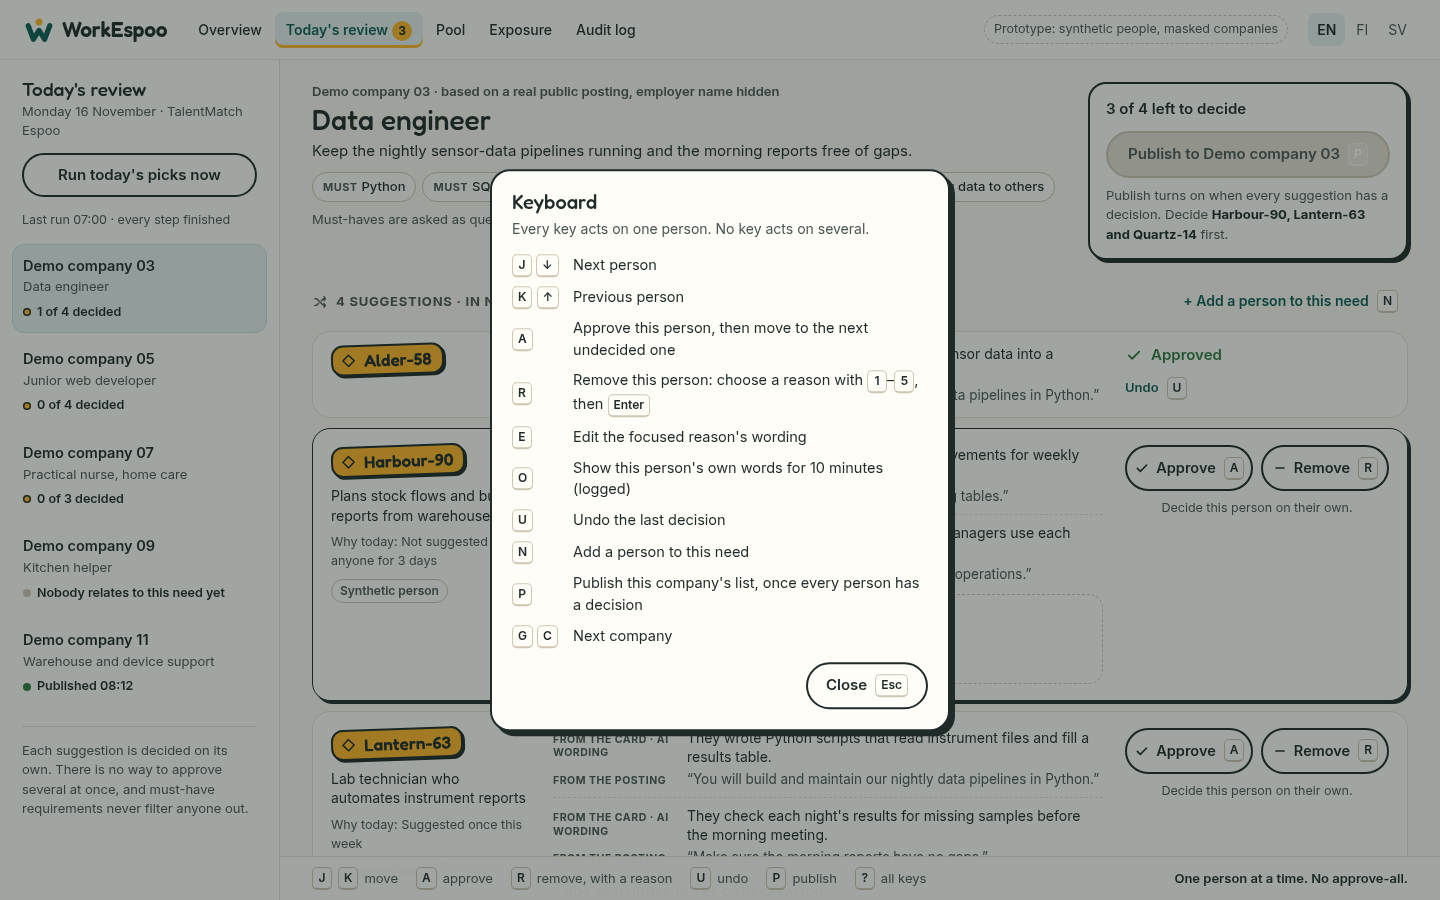 WorkEspoo
Overview
Today's review 3
Pool
Exposure
Audit log
Prototype: synthetic people, masked companies
EN FI SV
Today's review
Monday 16 November · TalentMatch
Espoo
Run today's picks now
Last run 07:00 · every step finished
Demo company 03
Data engineer
1 of 4 decided
Demo company 05
Junior web developer
0 of 4 decided
Demo company 07
Practical nurse, home care
0 of 3 decided
Demo company 09
Kitchen helper
Nobody relates to this need yet
Demo company 11
Warehouse and device support
Published 08:12
Each suggestion is decided on its
own. There is no way to approve
several at once, and must-have
requirements never filter anyone out.
Demo company 03 · based on a real public posting, employer name hidden
Data engineer
Keep the nightly sensor-data pipelines running and the morning reports free of gaps.
MUST Python
MUST SQ
data to others
Must-haves are asked as que
3 of 4 left to decide
Publish to Demo company 03 P
Publish turns on when every suggestion has a
decision. Decide Harbour-90, Lantern-63
and Quartz-14 first.
4 SUGGESTIONS · IN
+ Add a person to this need N
Alder-58
nsor data into a
ta pipelines in Python.”
Approved
Undo U
Harbour-90
Plans stock flows and bu
reports from warehouse
Why today: Not suggested
anyone for 3 days
Synthetic person
vements for weekly
g tables.”
anagers use each
operations.”
Approve A
Remove R
Decide this person on their own.
Keyboard
Every key acts on one person. No key acts on several.
J ↓ Next person
K ↑ Previous person
A Approve this person, then move to the next
undecided one
R Remove this person: choose a reason with 1–5,
then Enter
E Edit the focused reason's wording
O Show this person's own words for 10 minutes
(logged)
U Undo the last decision
N Add a person to this need
P Publish this company's list, once every person has
a decision
G C Next company
Close Esc
Lantern-63
Lab technician who
automates instrument reports
Why today: Suggested once this
week
FROM THE CARD · AI
WORDING
They wrote Python scripts that read instrument files and fill a
results table.
FROM THE POSTING
“You will build and maintain our nightly data pipelines in Python.”
FROM THE CARD · AI
WORDING
They check each night's results for missing samples before
the morning meeting.
FROM THE POSTING
“Make sure the morning reports have no gaps.”
Approve A
Remove R
Decide this person on their own.
J K move
A approve
R remove, with a reason
U undo
P publish
? all keys
One person at a time. No approve-all.